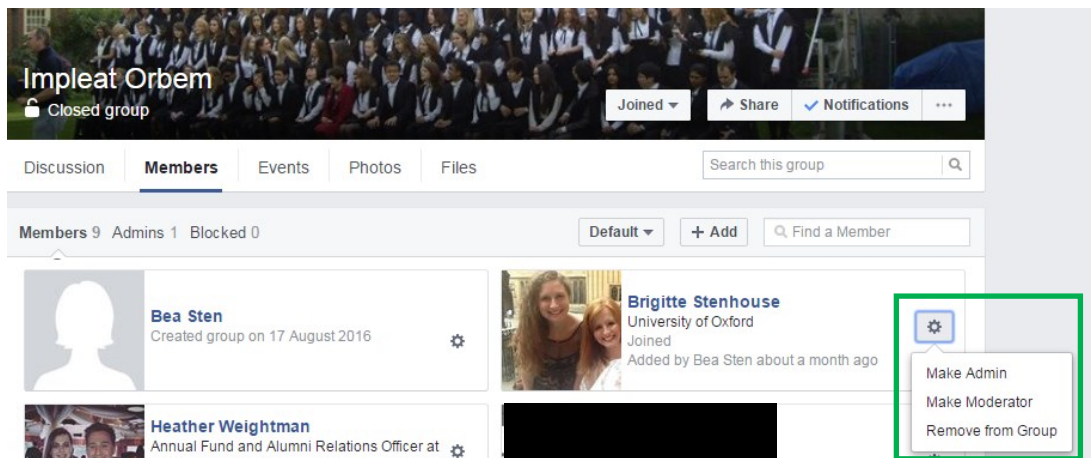 Impleat Orbem
Closed group
Joined
Share
Notifications
Discussion
Members
Events
Photos
Files
Search this group
Members 9 Admins 1 Blocked 0
Default
+ Add
Find a Member
Bea Sten
Created group on 17 August 2016
Brigitte Stenhouse
University of Oxford
Joined
Added by Bea Sten about a month ago
Make Admin
Make Moderator
Remove from Group
Heather Weightman
Annual Fund and Alumni Relations Officer at